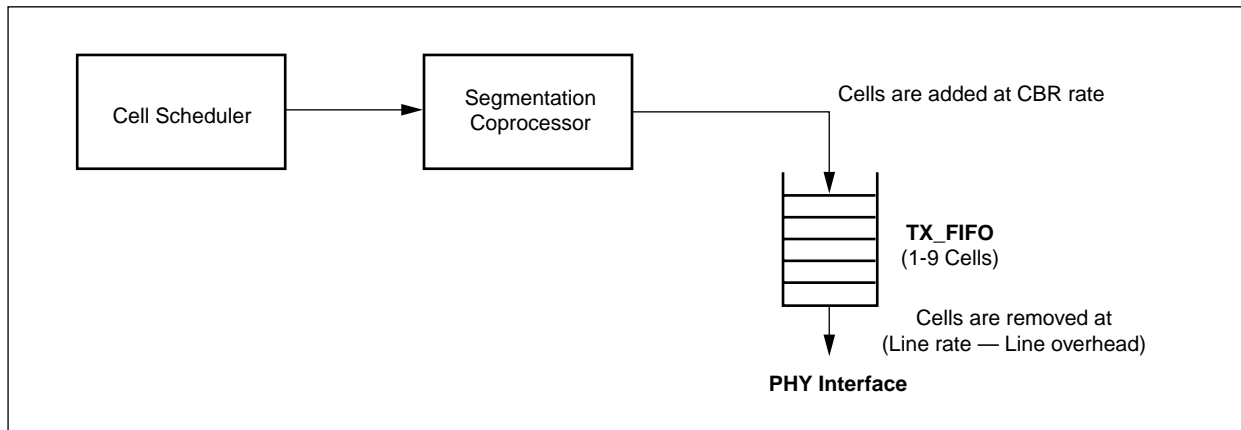 Cell Scheduler
Segmentation
Coprocessor
Cells are added at CBR rate
TX_FIFO
(1-9 Cells)
Cells are removed at
(Line rate — Line overhead)
PHY Interface